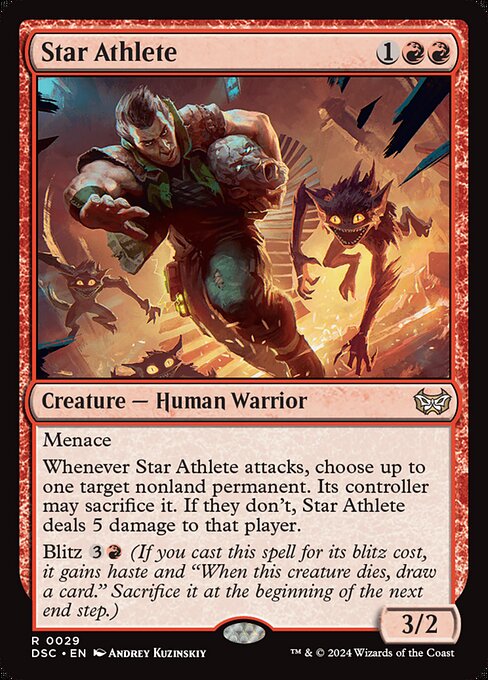 Star Athlete 1
Creature — Human Warrior
Menace
Whenever Star Athlete attacks, choose up to
one target nonland permanent. Its controller
may sacrifice it. If they don't, Star Athlete
deals 5 damage to that player.
Blitz 3 (If you cast this spell for its blitz cost,
it gains haste and “When this creature dies, draw
a card.” Sacrifice it at the beginning of the next
end step.)
3/2
R 0029
DSC • EN Andrey Kuzinskiy
™ & © 2024 Wizards of the Coast